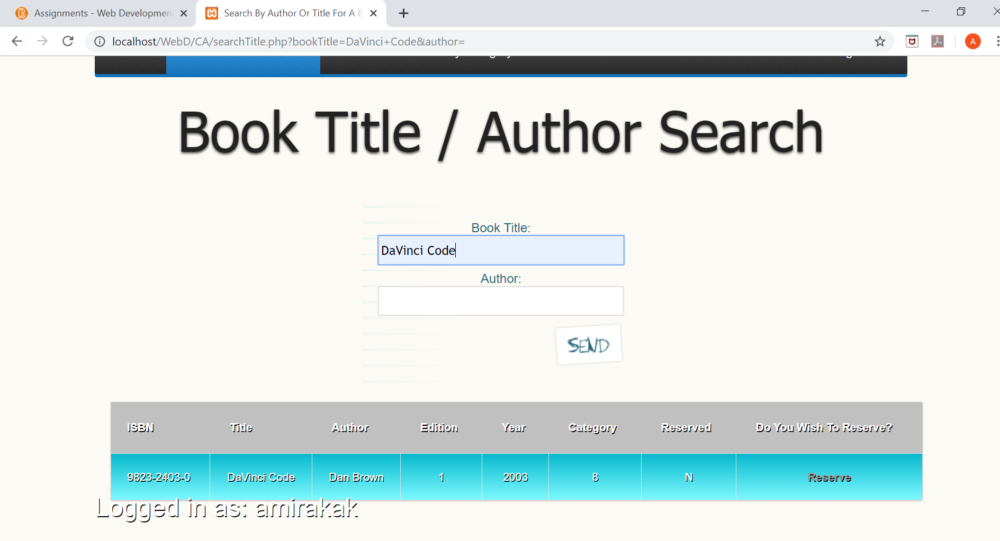 Assignments - Web Developmen
Search By Author Or Title For A B
localhost/WebD/CA/searchTitle.php?bookTitle=DaVinci+Code&author=
A
Book Title / Author Search
Book Title:
DaVinci Code
Author:
SEND
ISBN Title Author Edition Year Category Reserved Do You Wish To Reserve?
9823-2403-0 DaVinci Code Dan Brown 1 2003 8 N Reserve
Logged in as: amirakak